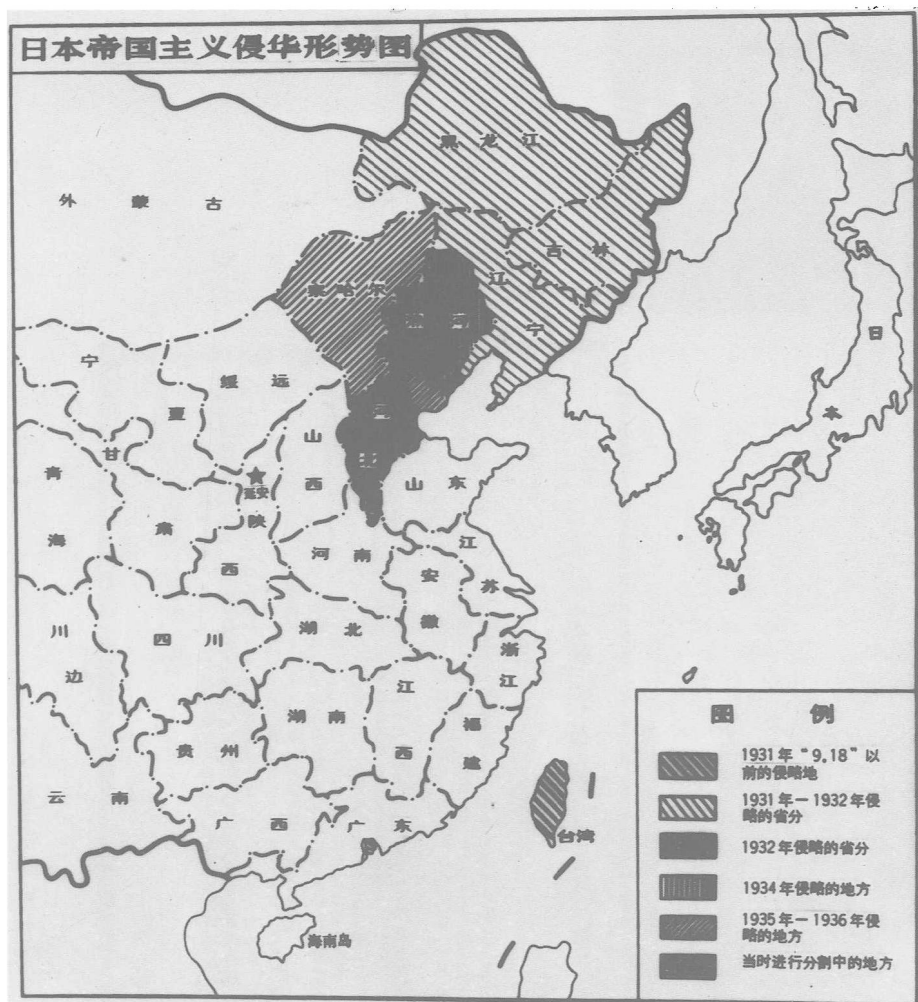 日本帝国主义侵华形势图
黑龙江
外蒙古
吉林
辽
宁
察哈尔
日
本
宁
夏
绥远
甘
肃
山
西
青
海
延安
陕
西
山东
河南
江
苏
安
徽
川
边
四川
湖北
浙
江
江
西
湖南
福
建
贵州
云南
广西
广东
台湾
海南岛
图例
1931年“9.18”以
前的侵略地
1931年－1932年侵
略的省分
1932年侵略的省分
1934年侵略的地方
1935年－1936年侵
略的地方
当时进行分割中的地方